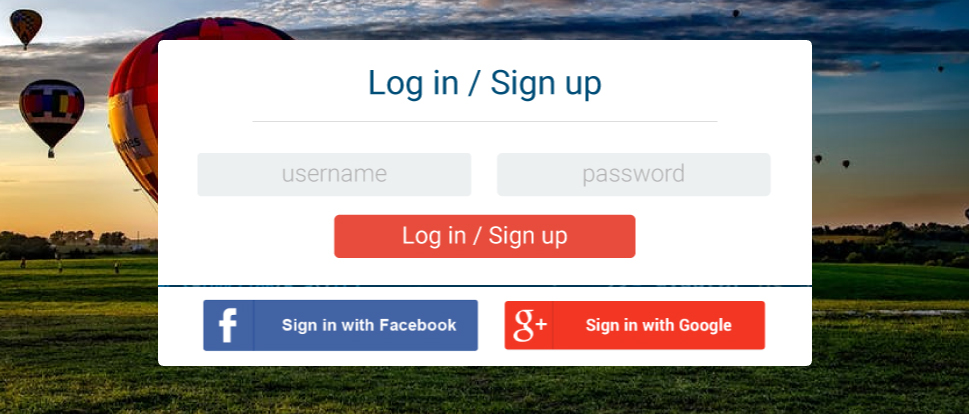 Log in / Sign up
username
password
Log in / Sign up
f
Sign in with Facebook
g+
Sign in with Google